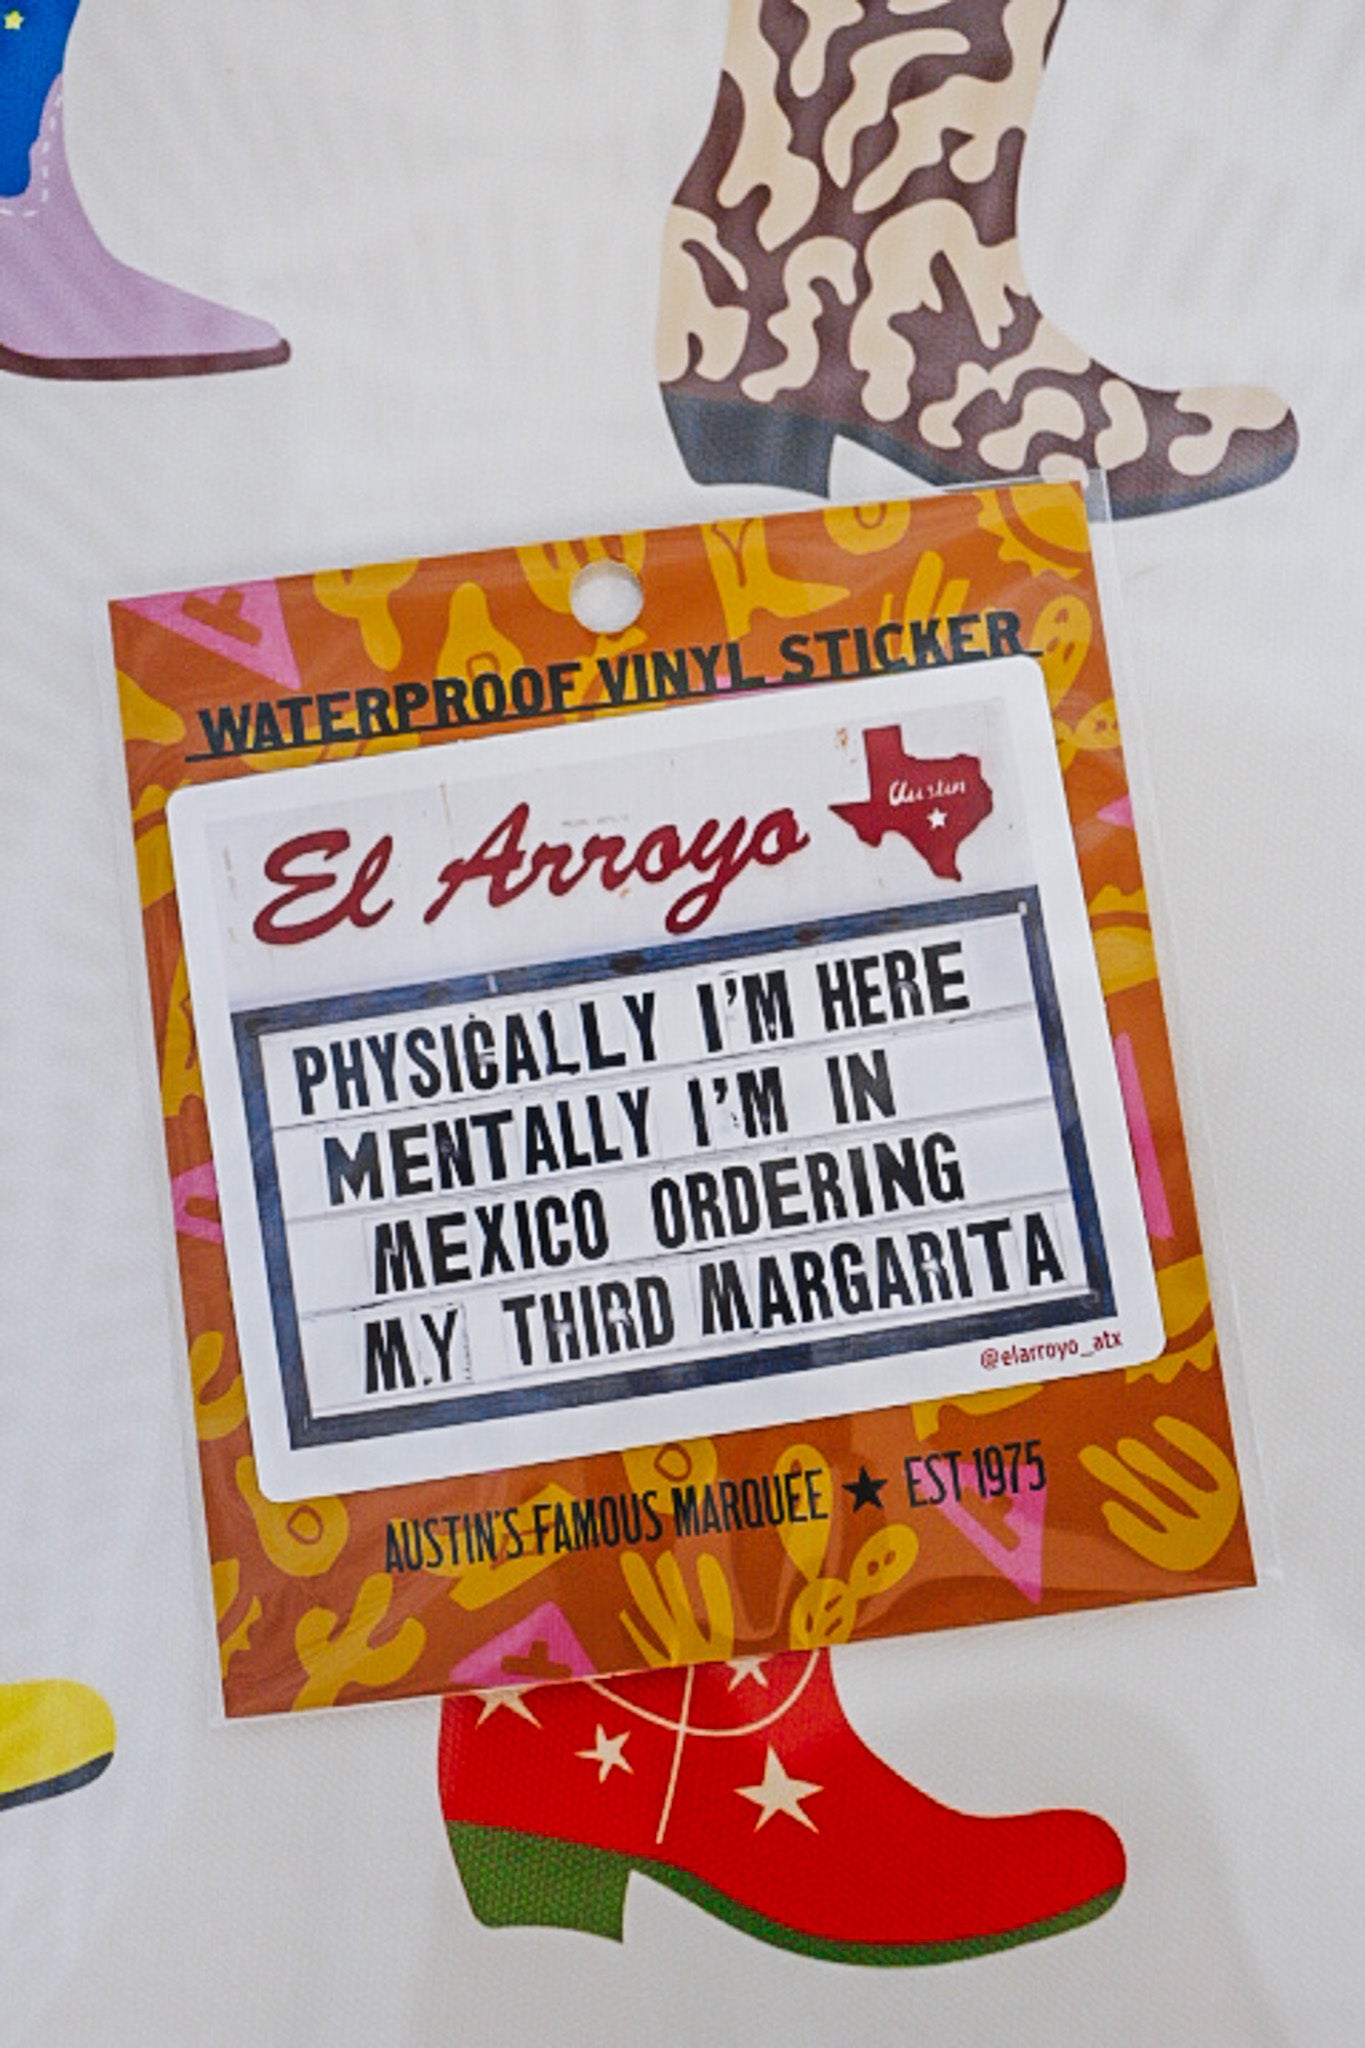 WATERPROOF VINYL STICKER
El Arroyo
Austin
PHYSICALLY I'M HERE
MENTALLY I'M IN
MEXICO ORDERING
MY THIRD MARGARITA
@elarroyo_atx
AUSTIN'S FAMOUS MARQUEE ★ EST 1975